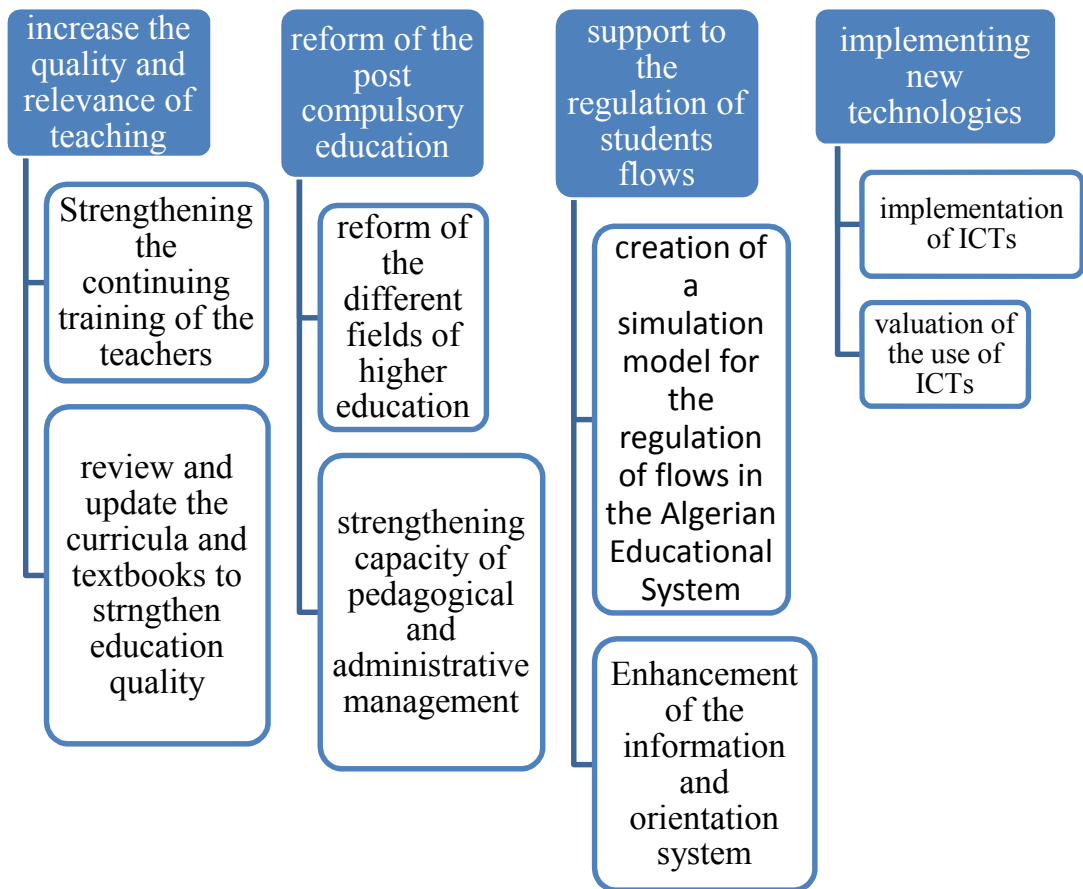 increase the
quality and
relevance of
teaching
Strengthening
the
continuing
training of the
teachers
review and
update the
curricula and
textbooks to
strngthen
education
quality
reform of the
post
compulsory
education
reform of
the
different
fields of
higher
education
strengthening
capacity of
pedagogical
and
administrative
management
support to
the
regulation of
students
flows
creation of
a
simulation
model for
the
regulation
of flows in
the Algerian
Educational
System
Enhancement
of the
information
and
orientation
system
implementing
new
technologies
implementation
of ICTs
valuation of
the use of
ICTs